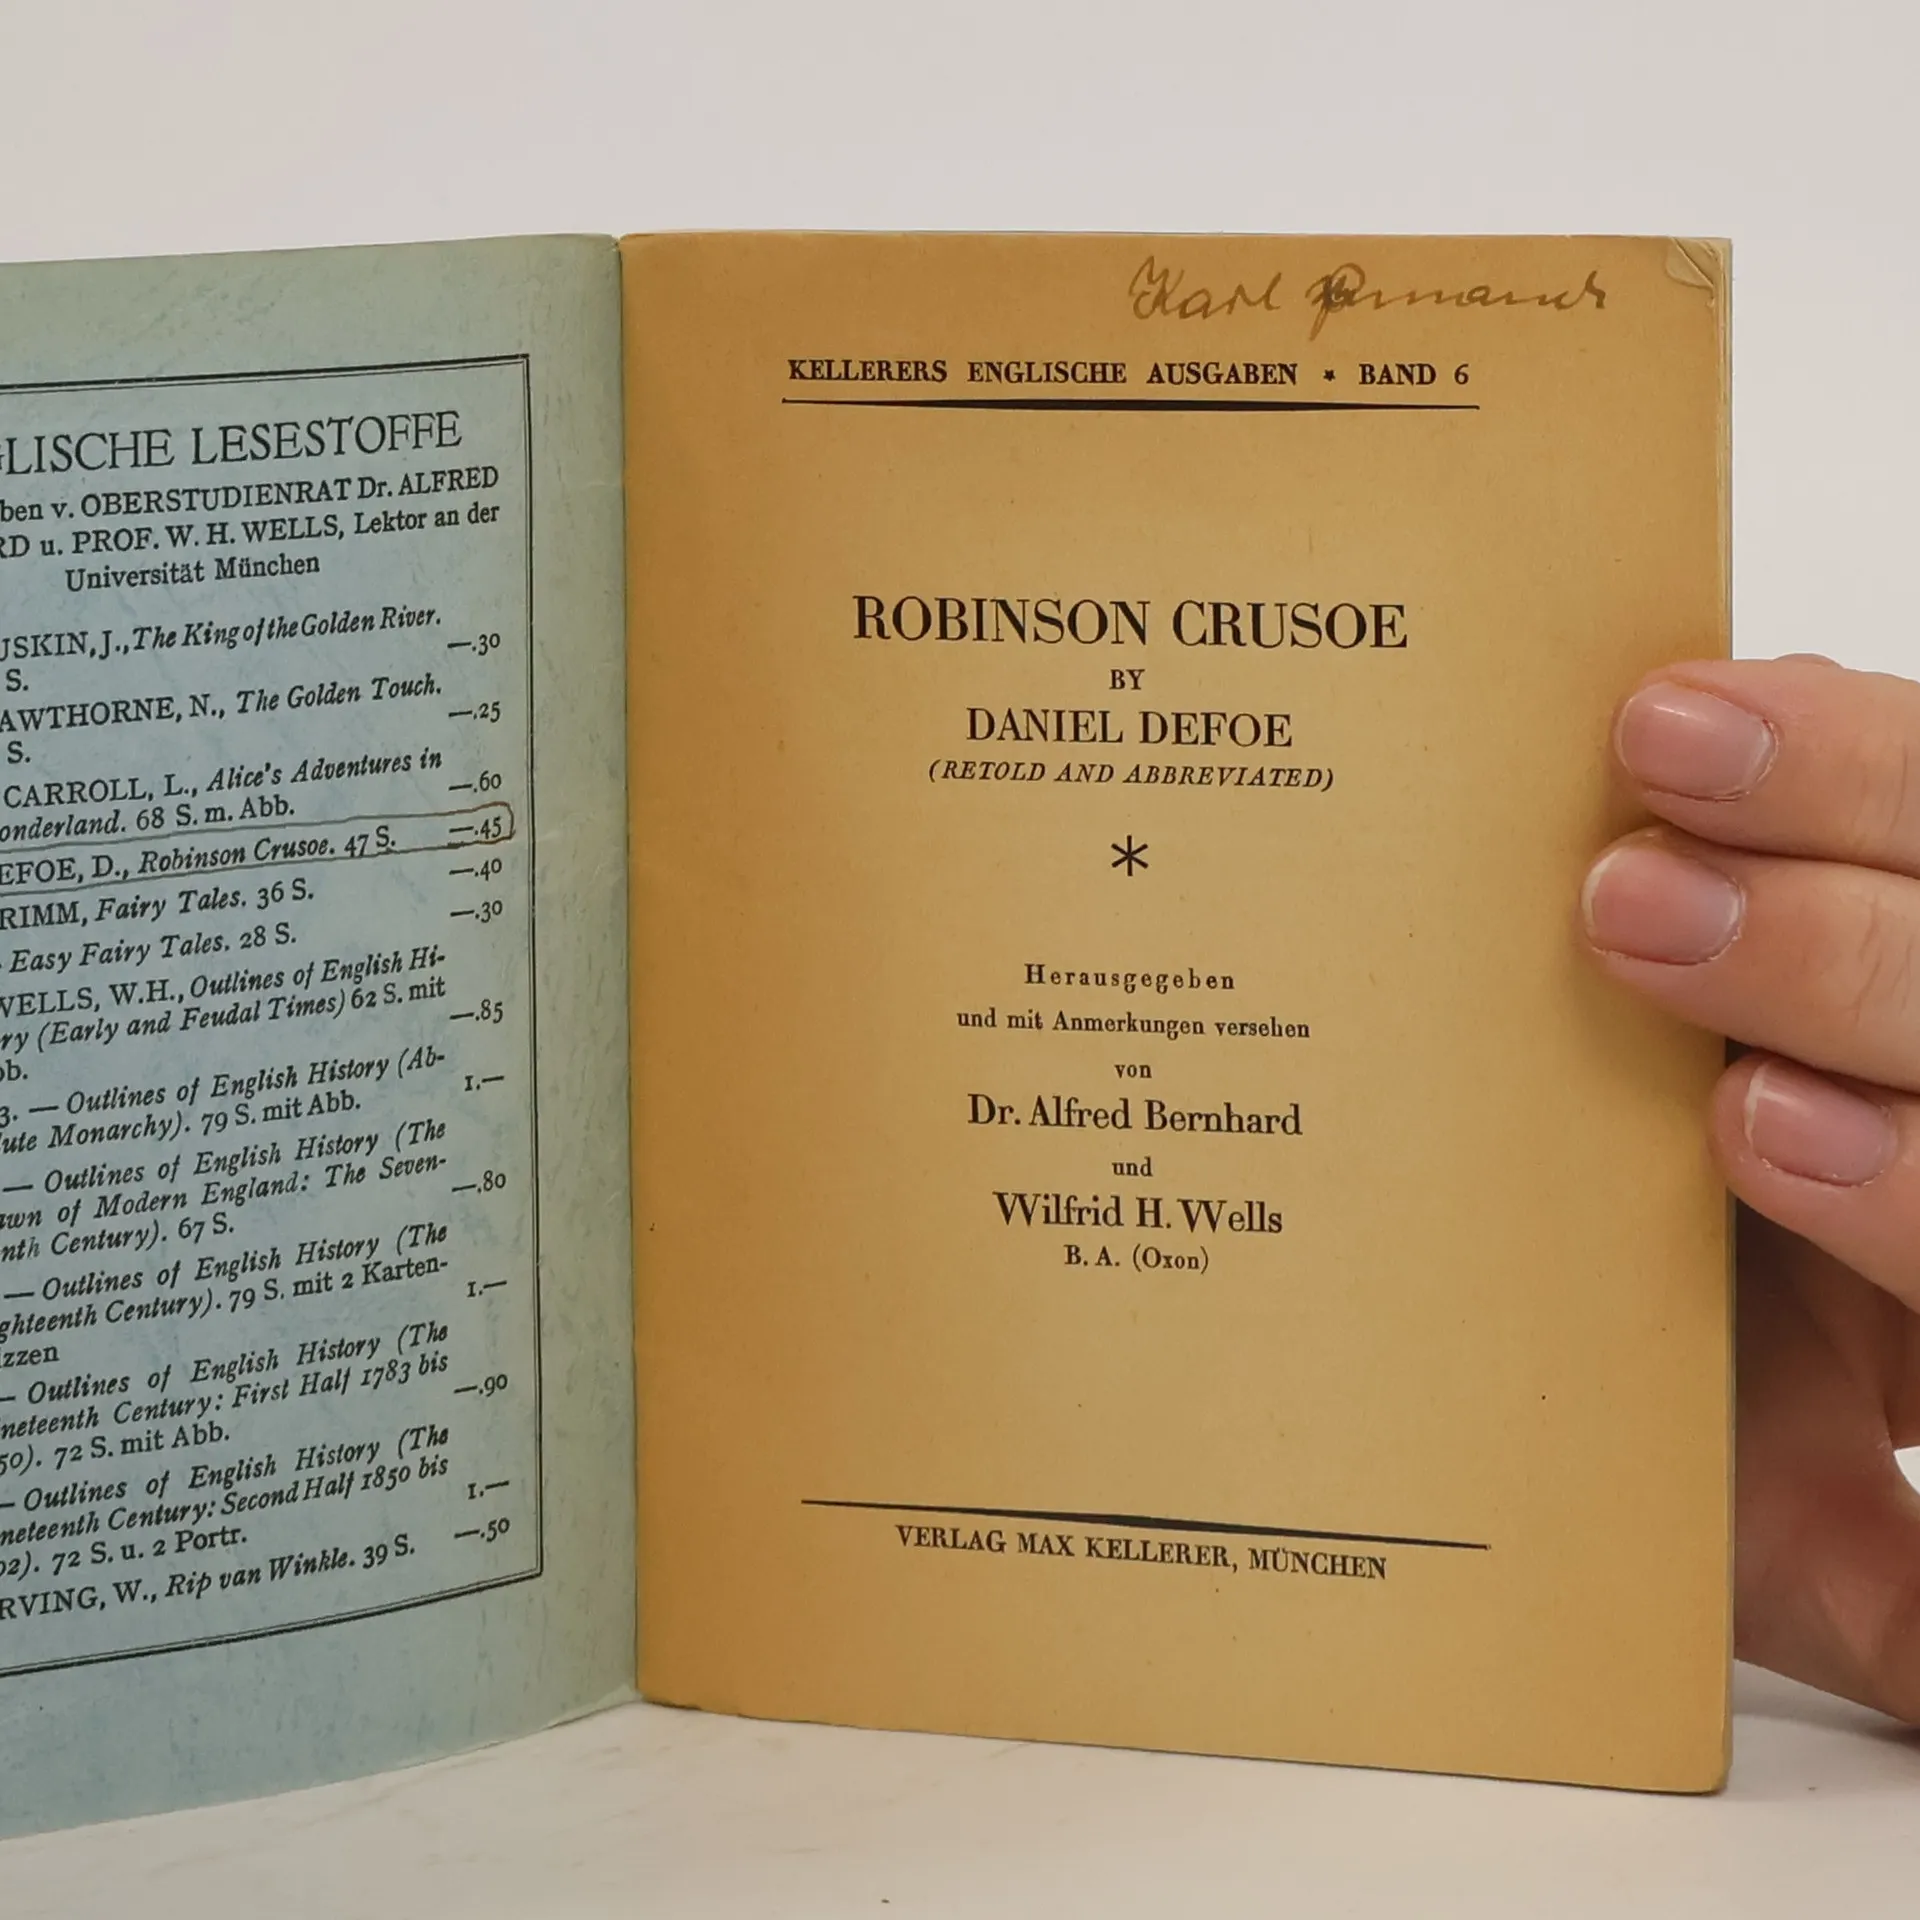 GLISCHE LESESTOFFE
ben v. OBERSTUDIENRAT Dr. ALFRED
RD u. PROF. W. H. WELLS, Lektor an der
Universität München
USKIN, J., The King of the Golden River.
S. —.30
AWTHORNE, N., The Golden Touch.
S. —.25
CARROLL, L., Alice's Adventures in
onderland. 68 S. m. Abb. —.60
EFOE, D., Robinson Crusoe. 47 S. —.45
RIMM, Fairy Tales. 36 S. —.40
- Easy Fairy Tales. 28 S. —.30
WELLS, W.H., Outlines of English Hi-
ry (Early and Feudal Times) 62 S. mit
bb. —.85
3. — Outlines of English History (Ab-
lute Monarchy). 79 S. mit Abb. 1.—
— Outlines of English History (The
awn of Modern England: The Seven-
nth Century). 67 S. —.80
— Outlines of English History (The
ghteenth Century). 79 S. mit 2 Karten-
izzen 1.—
— Outlines of English History (The
neteenth Century: First Half 1783 bis
50). 72 S. mit Abb. —.90
— Outlines of English History (The
neteenth Century: Second Half 1850 bis
02). 72 S. u. 2 Portr. 1.—
RVING, W., Rip van Winkle. 39 S. —.50
Karl
KELLERERS ENGLISCHE AUSGABEN * BAND 6
ROBINSON CRUSOE
BY
DANIEL DEFOE
(RETOLD AND ABBREVIATED)
*
Herausgegeben
und mit Anmerkungen versehen
von
Dr. Alfred Bernhard
und
Wilfrid H. Wells
B. A. (Oxon)
VERLAG MAX KELLERER, MÜNCHEN